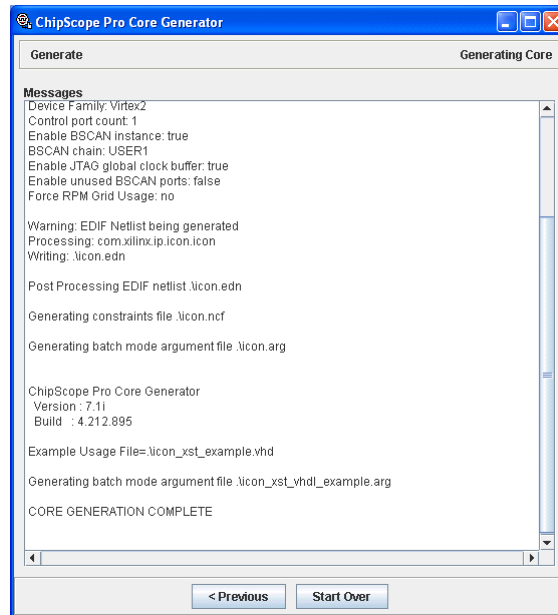 ChipScope Pro Core Generator
Generate
Generating Core
Messages
Device Family: Virtex2
Control port count: 1
Enable BSCAN instance: true
BSCAN chain: USER1
Enable JTAG global clock buffer: true
Enable unused BSCAN ports: false
Force RPM Grid Usage: no
Warning: EDIF Netlist being generated
Processing: com.xilinx.ip.icon.icon
Writing: .\icon.edn
Post Processing EDIF netlist .\icon.edn
Generating constraints file .\icon.ncf
Generating batch mode argument file .\icon.arg
ChipScope Pro Core Generator
Version : 7.1i
Build : 4.212.895
Example Usage File=.\icon_xst_example.vhd
Generating batch mode argument file .\icon_xst_vhdl_example.arg
CORE GENERATION COMPLETE
< Previous
Start Over